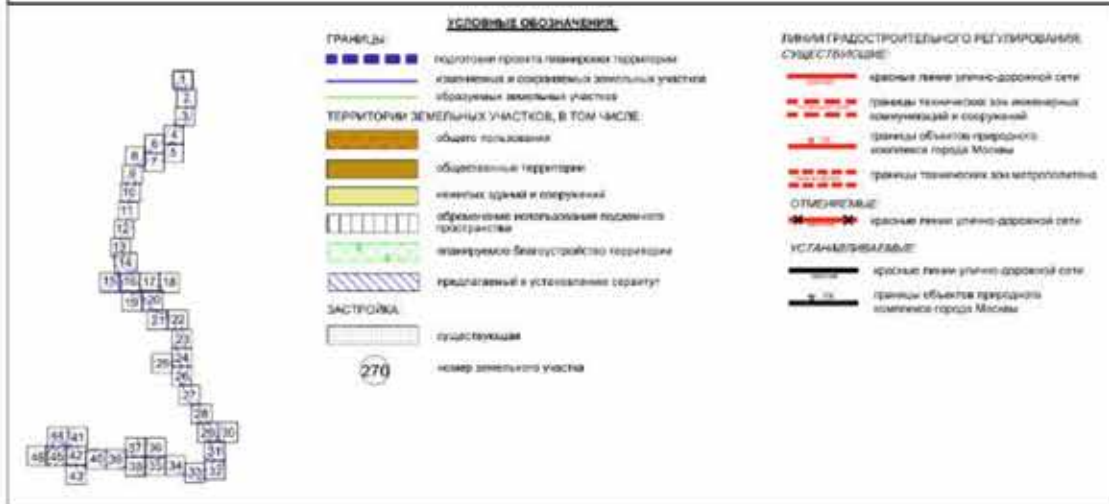 УСЛОВНЫЕ ОБОЗНАЧЕНИЯ:
ГРАНИЦЫ:
подготовки проекта планировки территории
изменяемых и сохраняемых земельных участков
образуемых земельных участков
ТЕРРИТОРИИ ЗЕМЕЛЬНЫХ УЧАСТКОВ, В ТОМ ЧИСЛЕ:
общего пользования
общественные территории
нежилых зданий и сооружений
обременение использования подземного
пространства
планируемое благоустройство территории
предлагаемый к установлению сервитут
ЗАСТРОЙКА:
существующая
270
номер земельного участка
ЛИНИИ ГРАДОСТРОИТЕЛЬНОГО РЕГУЛИРОВАНИЯ:
СУЩЕСТВУЮЩИЕ:
красные линии улично-дорожной сети
границы технических зон инженерных
коммуникаций и сооружений
границы объектов природного
комплекса города Москвы
границы технических зон метрополитена
ОТМЕНЯЕМЫЕ:
красные линии улично-дорожной сети
УСТАНАВЛИВАЕМЫЕ:
красные линии улично-дорожной сети
границы объектов природного
комплекса города Москвы
1
2
3
4
6
5
8
7
9
10
11
12
13
14
15 16 17 18
19 20
21 22
23
25 24
26
27
28
29 30
31
44 41
37 36
46 45 42 40 39
38 35 34
33 32
43